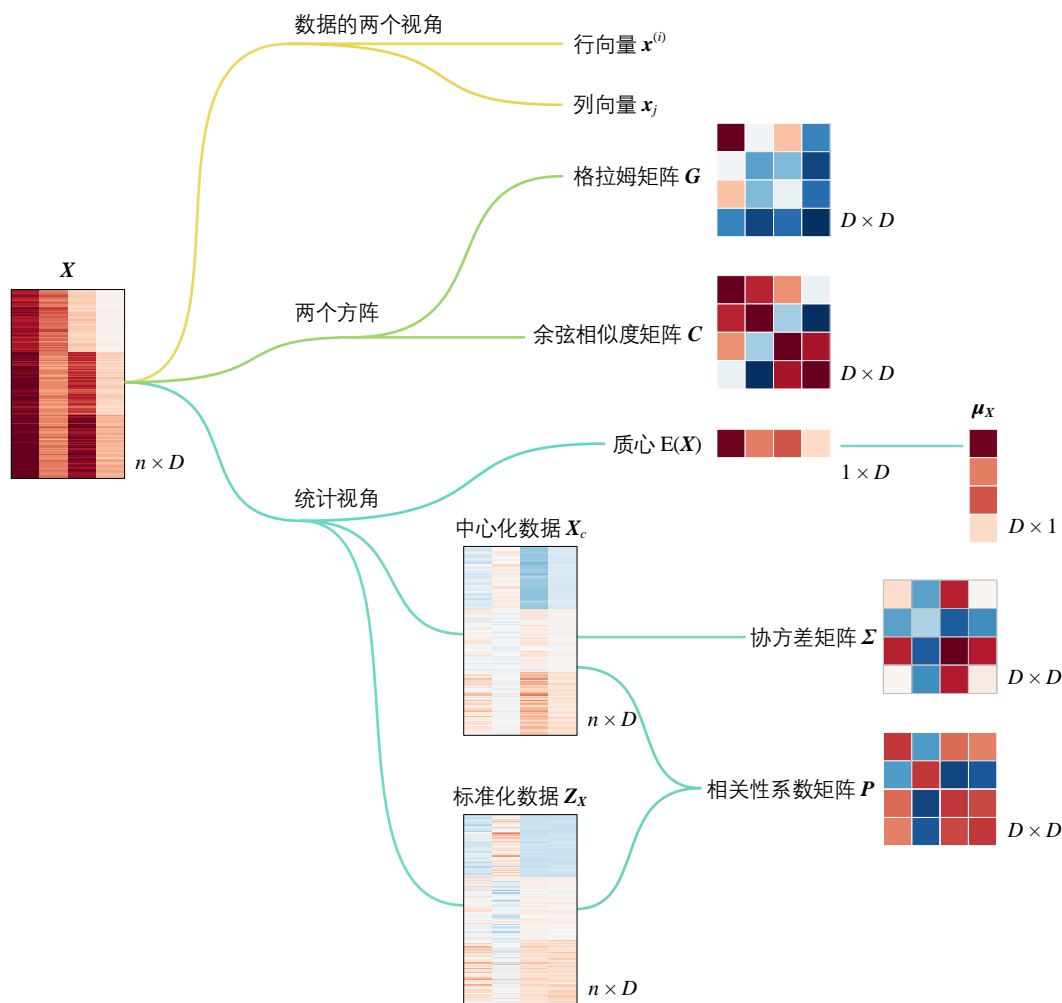 数据的两个视角
行向量 x^(i)
列向量 x_j
格拉姆矩阵 G
D × D
X
两个方阵
余弦相似度矩阵 C
D × D
μ_X
质心 E(X)
n × D
1 × D
统计视角
中心化数据 X_c
D × 1
协方差矩阵 Σ
D × D
n × D
标准化数据 Z_X
相关性系数矩阵 P
D × D
n × D